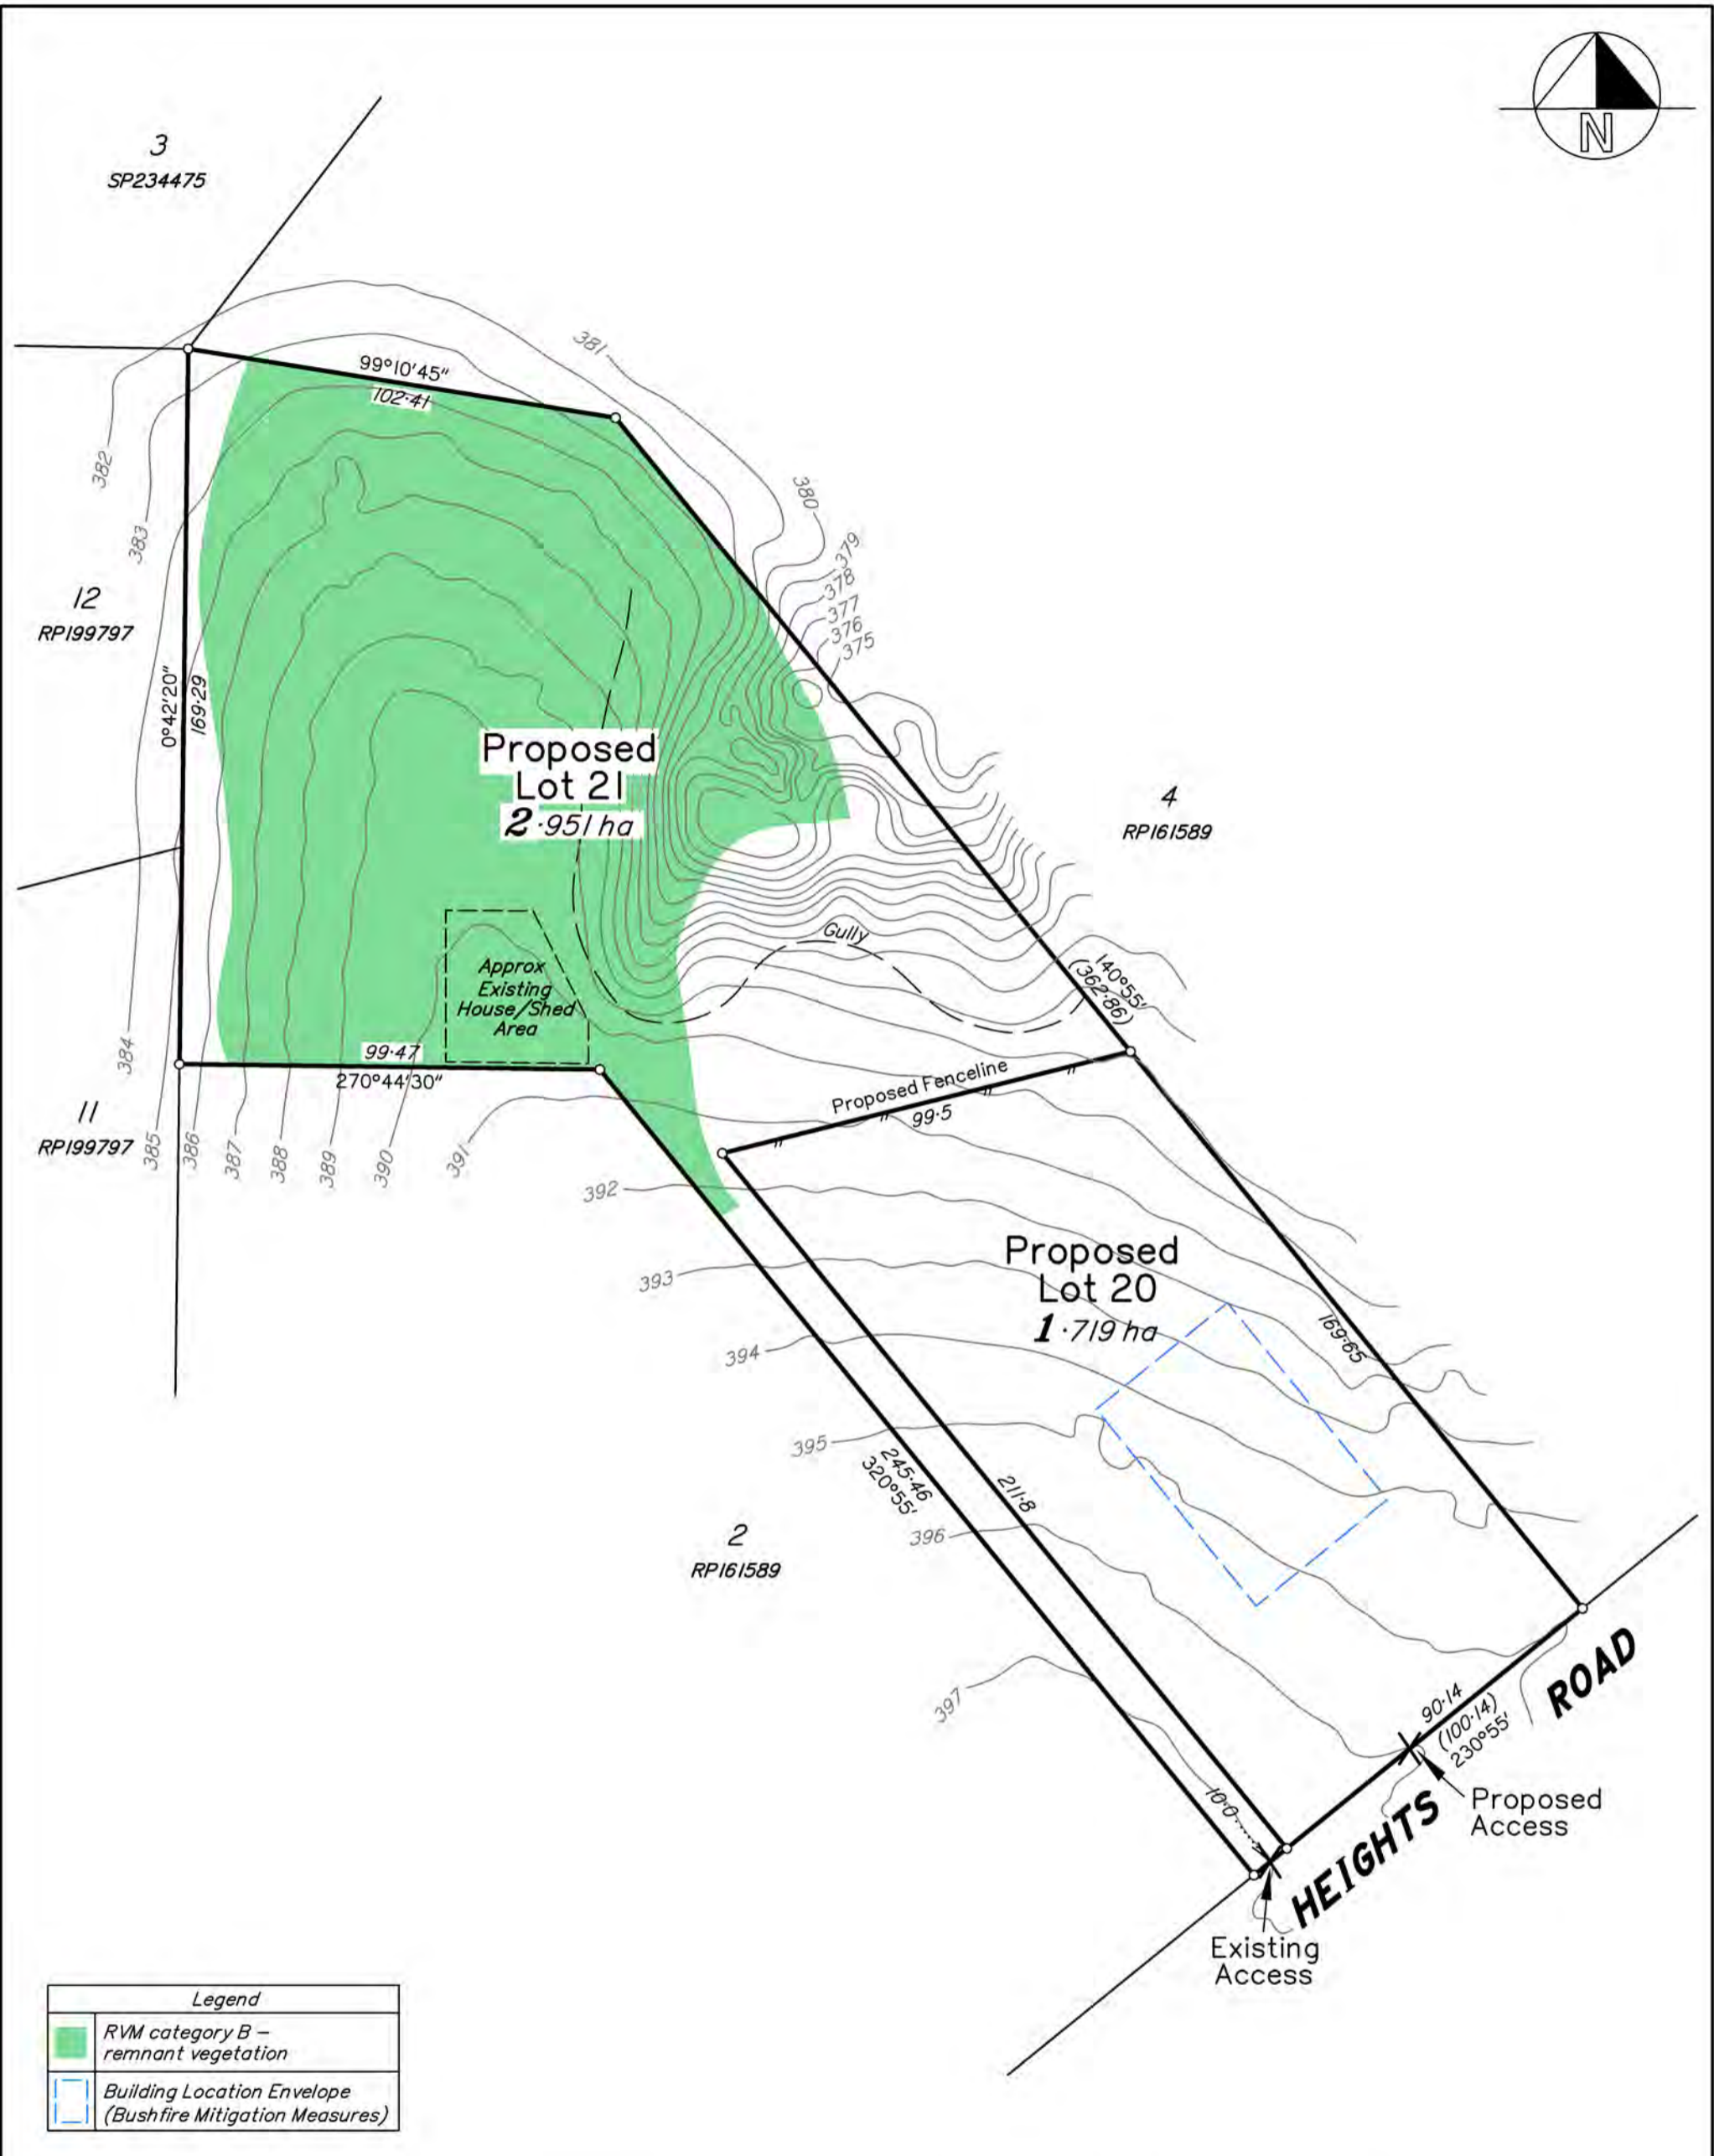 N
3
SP234475
99°10'45"
102·41
381
382
380
383
379
378
377
376
375
12
RP199797
0°42'20"
169·29
Proposed
Lot 21
2·951 ha
4
RP161589
Gully
Approx
Existing
House/Shed
Area
140°55'
(362·86)
384
99·47
270°44'30"
Proposed Fenceline
99·5
11
RP199797
385
386
387
388
389
390
391
392
393
Proposed
Lot 20
1·719 ha
169·65
394
395
245·46
320°55'
211·8
396
2
RP161589
397
90·14
(100·14)
230°55'
HEIGHTS ROAD
10·0
Proposed
Access
Existing
Access
Legend
RVM category B –
remnant vegetation
Building Location Envelope
(Bushfire Mitigation Measures)